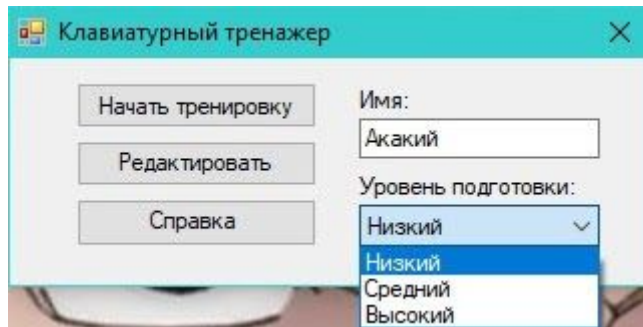 Клавиатурный тренажер
Начать тренировку
Редактировать
Справка
Имя:
Акакий
Уровень подготовки:
Низкий
Низкий
Средний
Высокий